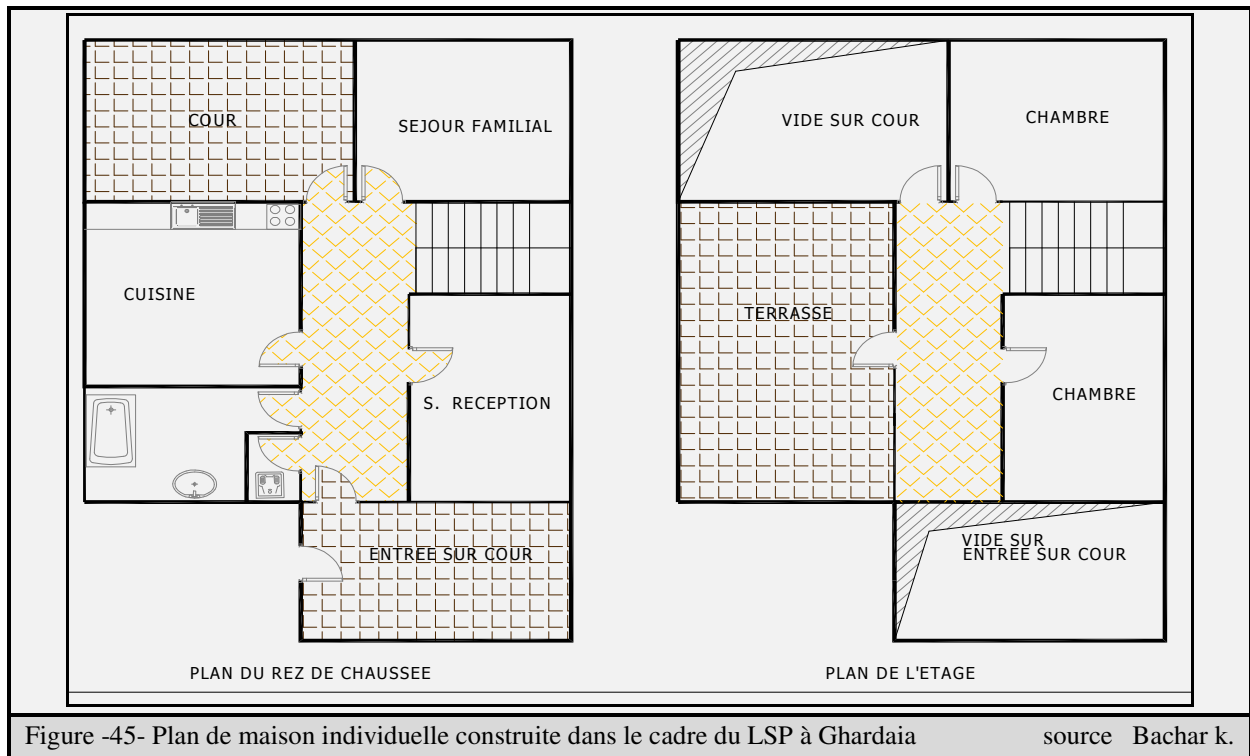 COUR
SEJOUR FAMILIAL
CUISINE
S. RECEPTION
ENTREE SUR COUR
PLAN DU REZ DE CHAUSSEE
VIDE SUR COUR
CHAMBRE
TERRASSE
CHAMBRE
VIDE SUR
ENTREE SUR COUR
PLAN DE L'ETAGE
Figure -45- Plan de maison individuelle construite dans le cadre du LSP à Ghardaia source Bachar k.